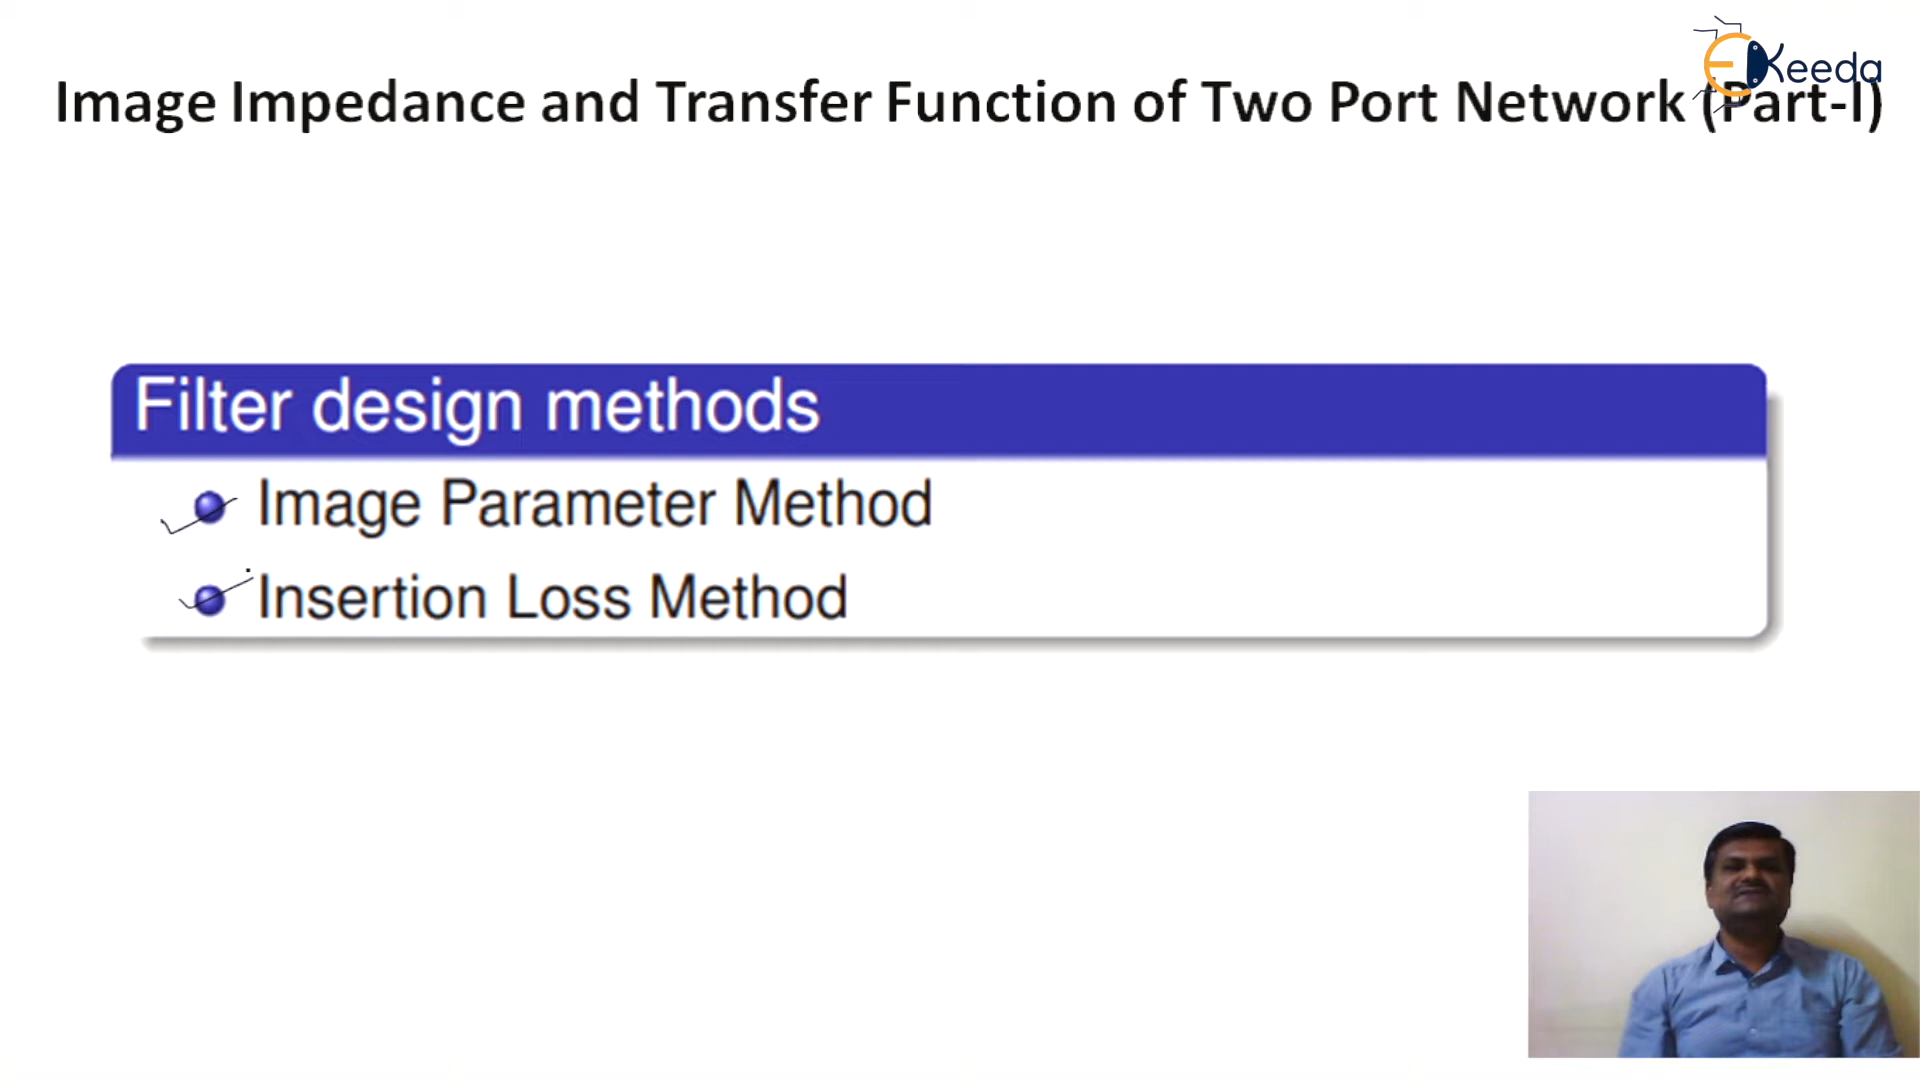 EKeeda
Image Impedance and Transfer Function of Two Port Network (Part-I)
Filter design methods
Image Parameter Method
Insertion Loss Method